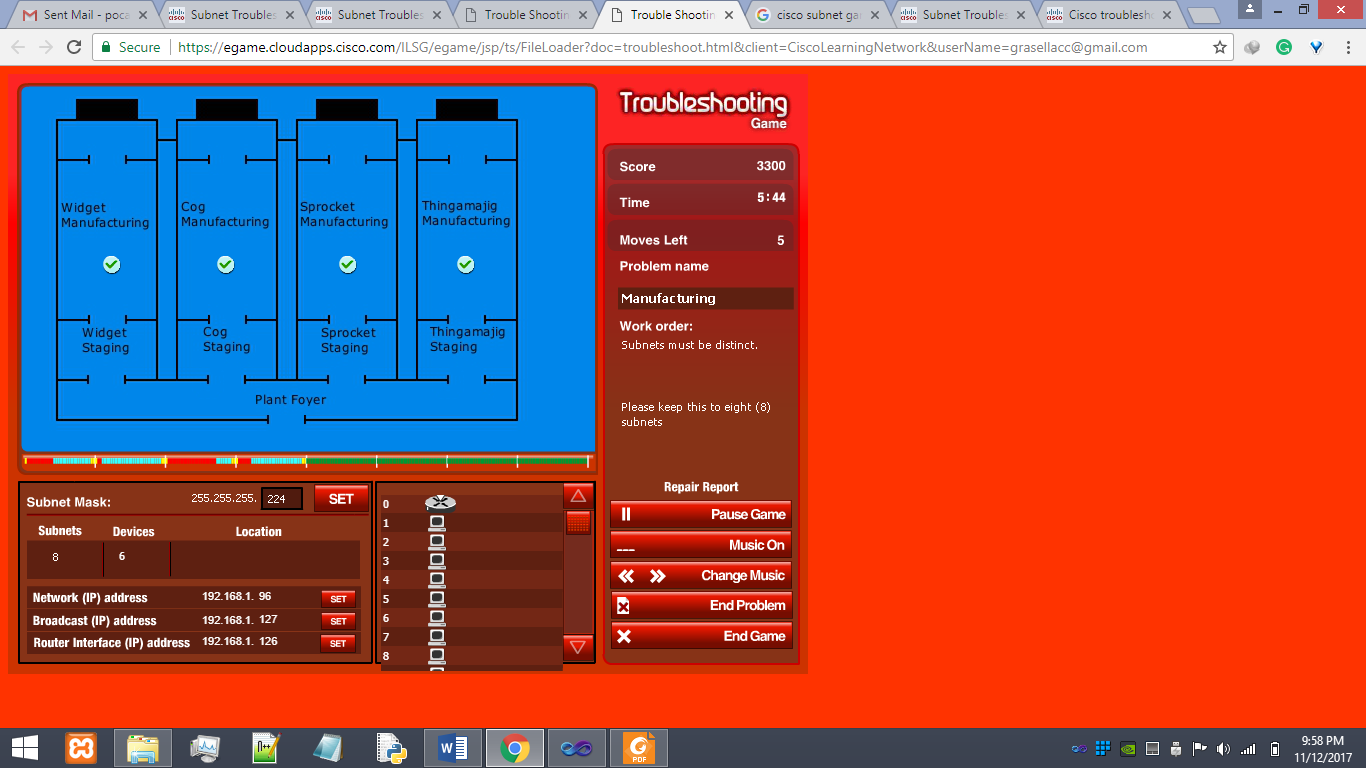 Sent Mail - poca
Subnet Troubles
Subnet Troubles
Trouble Shootin
Trouble Shootin
cisco subnet ga
Subnet Troubles
Cisco troublesh
Secure
https://egame.cloudapps.cisco.com/ILSG/egame/jsp/ts/FileLoader?doc=troubleshoot.html&client=CiscoLearningNetwork&userName=grasellacc@gmail.com
Widget
Manufacturing
Cog
Manufacturing
Sprocket
Manufacturing
Thingamajig
Manufacturing
Widget
Staging
Cog
Staging
Sprocket
Staging
Thingamajig
Staging
Plant Foyer
Troubleshooting
Game
Score 3300
Time 5:44
Moves Left 5
Problem name
Manufacturing
Work order:
Subnets must be distinct.
Please keep this to eight (8)
subnets
Repair Report
Pause Game
Music On
Change Music
End Problem
End Game
Subnet Mask: 255.255.255. 224 SET
Subnets Devices Location
8 6
Network (IP) address 192.168.1. 96 SET
Broadcast (IP) address 192.168.1. 127 SET
Router Interface (IP) address 192.168.1. 126 SET
0
1
2
3
4
5
6
7
8
9:58 PM
11/12/2017